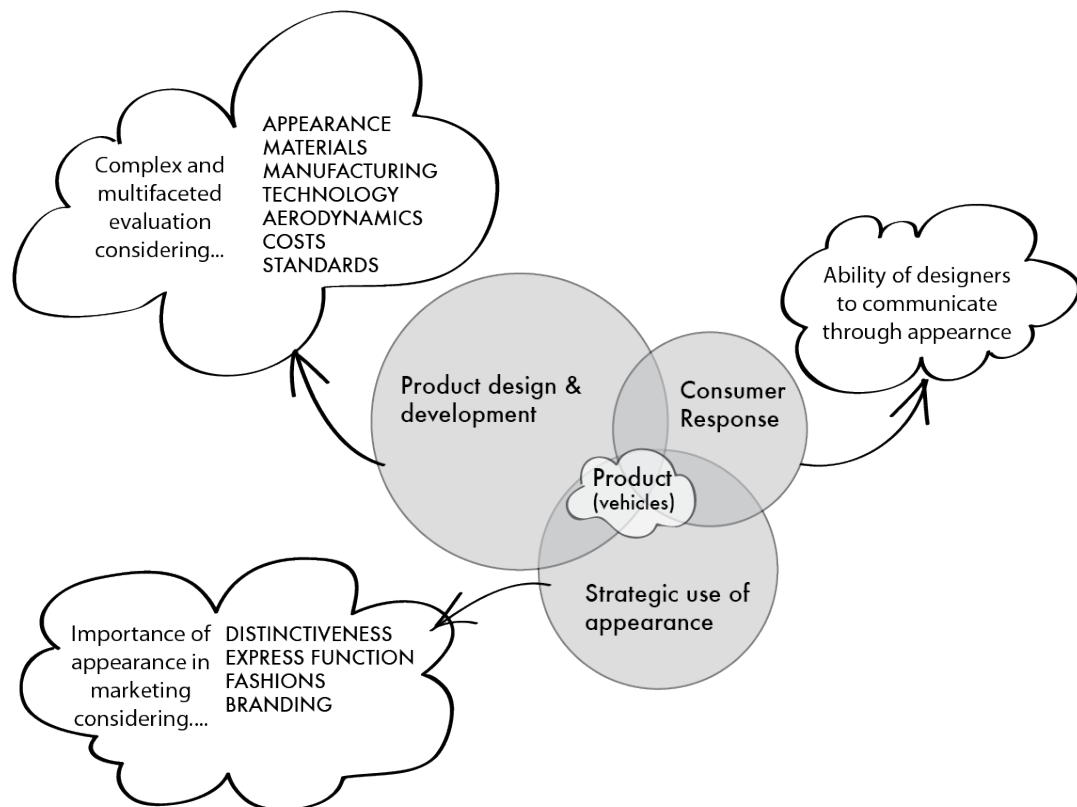 Complex and
multifaceted
evaluation
considering...
APPEARANCE
MATERIALS
MANUFACTURING
TECHNOLOGY
AERODYNAMICS
COSTS
STANDARDS
Ability of designers
to communicate
through appearnce
Product design &
development
Consumer
Response
Product
(vehicles)
Strategic use of
appearance
Importance of
appearance in
marketing
considering....
DISTINCTIVENESS
EXPRESS FUNCTION
FASHIONS
BRANDING